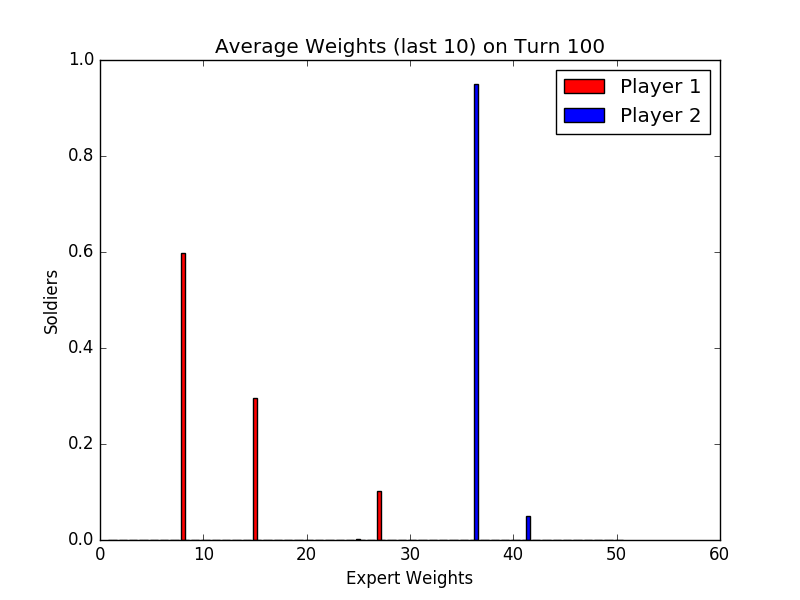 Average Weights (last 10) on Turn 100
1.0
0.8
0.6
0.4
0.2
0.0
Soldiers
Player 1
Player 2
0 10 20 30 40 50 60
Expert Weights